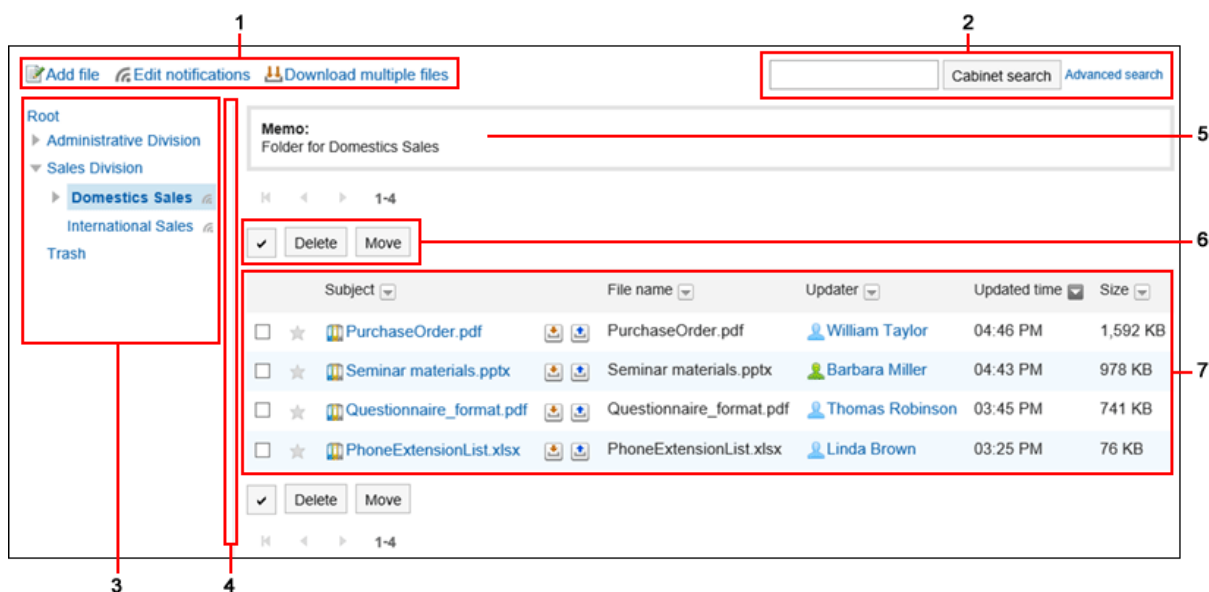 1
2
Add file Edit notifications Download multiple files
Cabinet search Advanced search
Root
Administrative Division
Sales Division
Domestics Sales
International Sales
Trash
Memo:
Folder for Domestics Sales
5
1-4
✔ Delete Move
6
Subject File name Updater Updated time Size
PurchaseOrder.pdf PurchaseOrder.pdf William Taylor 04:46 PM 1,592 KB
Seminar materials.pptx Seminar materials.pptx Barbara Miller 04:43 PM 978 KB
7
Questionnaire_format.pdf Questionnaire_format.pdf Thomas Robinson 03:45 PM 741 KB
PhoneExtensionList.xlsx PhoneExtensionList.xlsx Linda Brown 03:25 PM 76 KB
✔ Delete Move
1-4
3
4